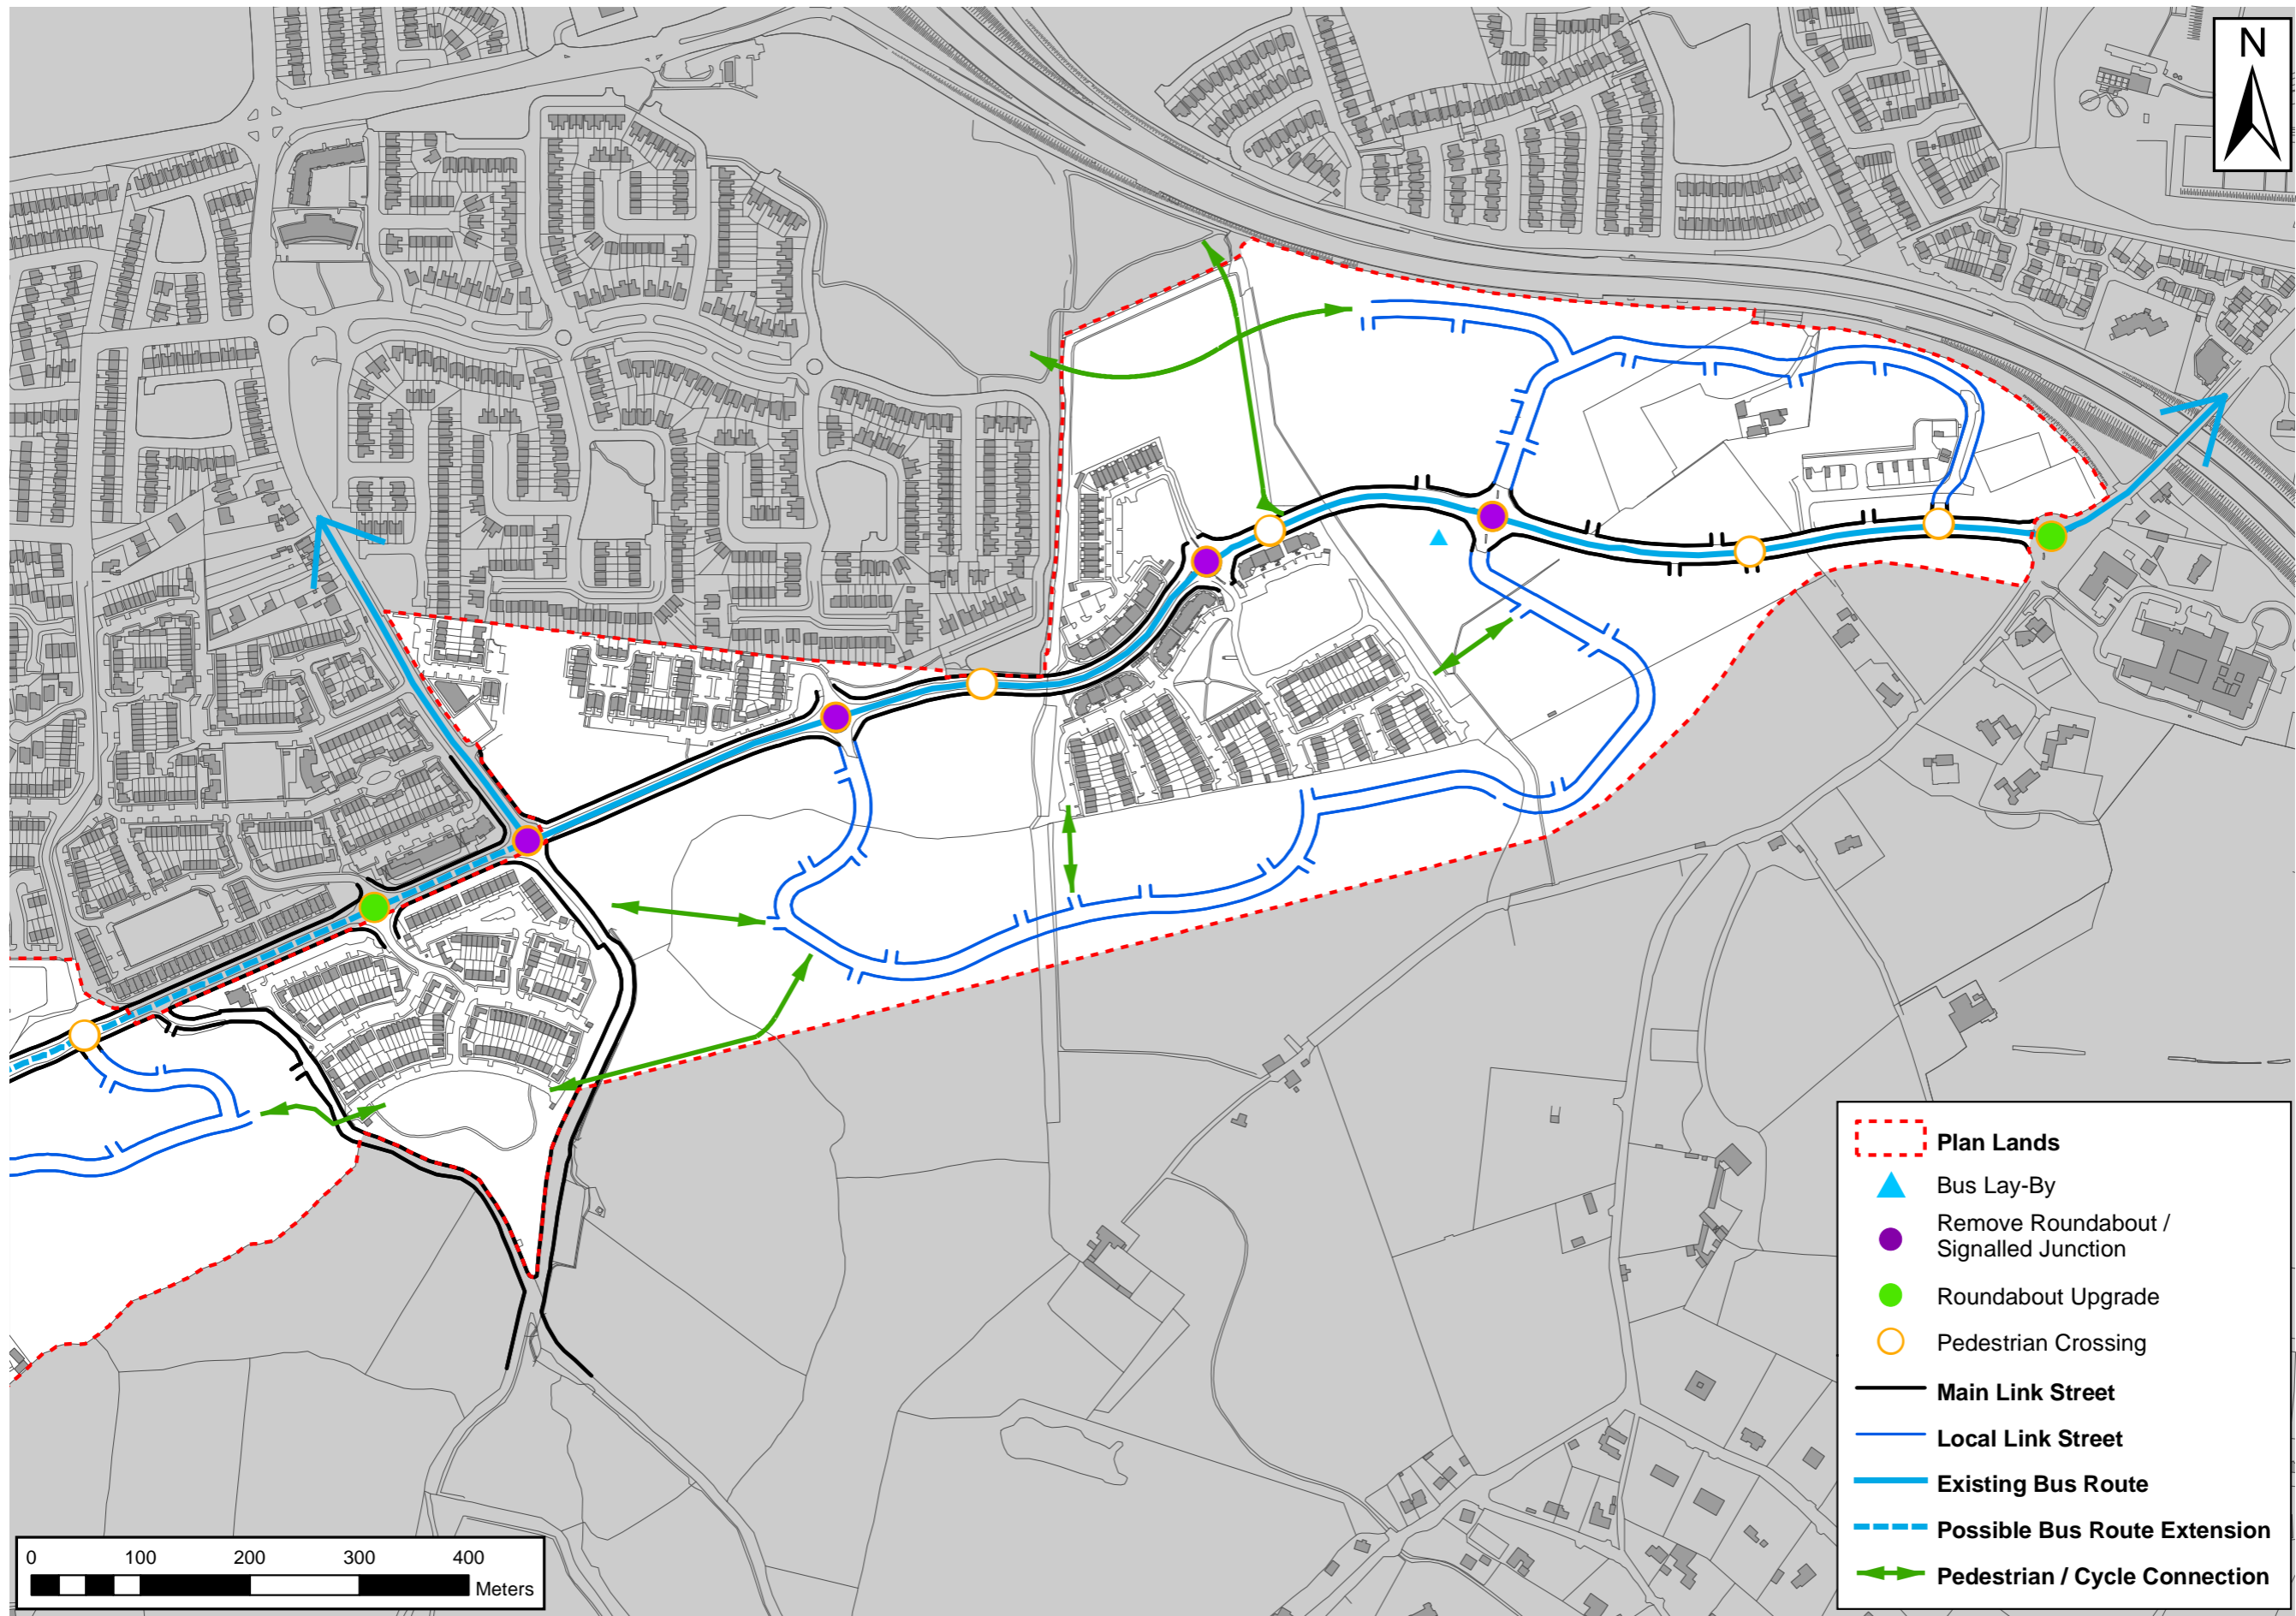 N
Plan Lands
Bus Lay-By
Remove Roundabout /
Signalled Junction
Roundabout Upgrade
Pedestrian Crossing
Main Link Street
Local Link Street
Existing Bus Route
Possible Bus Route Extension
Pedestrian / Cycle Connection
0 100 200 300 400
Meters